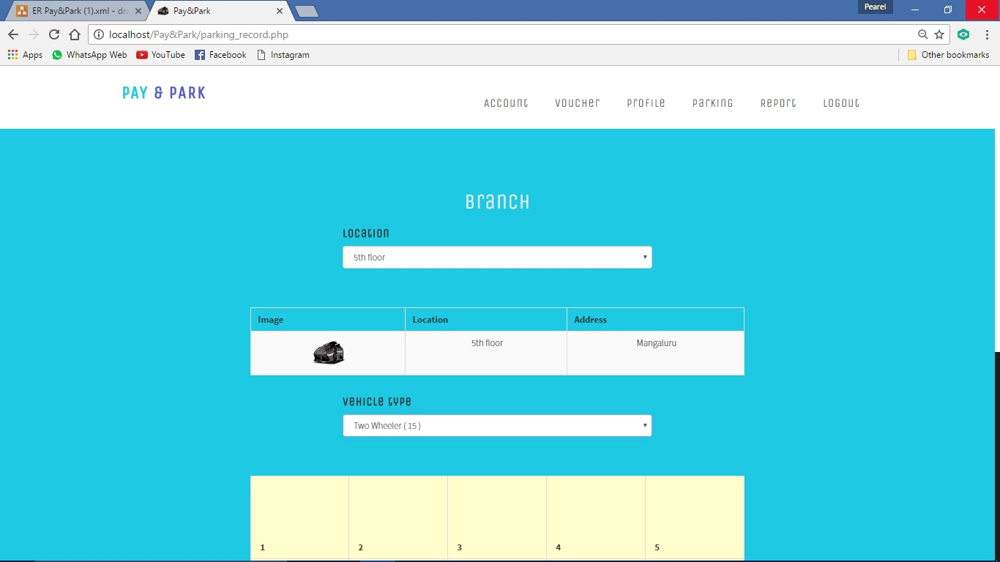 ER Pay&Park (1).xml - dra
Pay&Park
Pearel
localhost/Pay&Park/parking_record.php
Apps
WhatsApp Web
YouTube
Facebook
Instagram
Other bookmarks
PAY & PARK
Account
Voucher
Profile
Parking
Report
Logout
Branch
Location
5th floor
Image Location Address
5th floor Mangaluru
Vehicle type
Two Wheeler ( 15 )
1 2 3 4 5